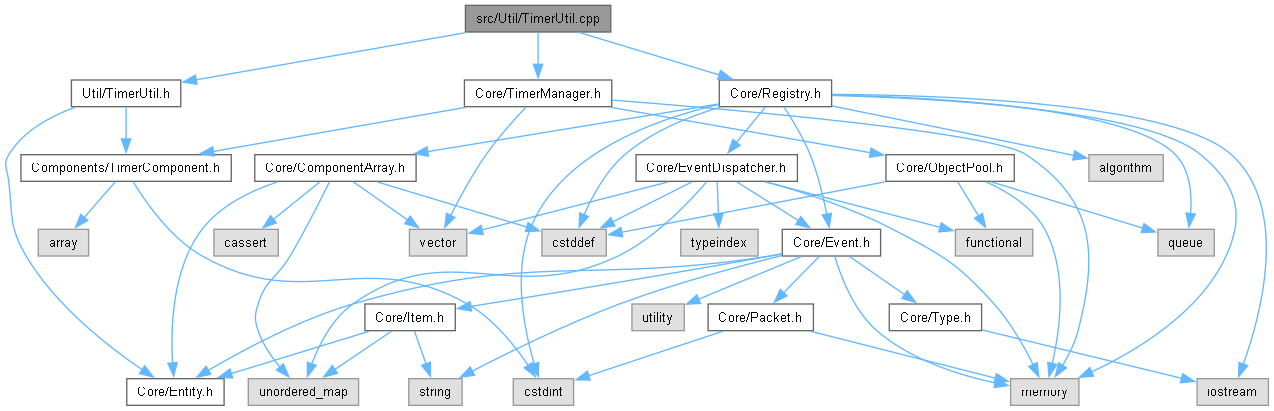 src/Util/TimerUtil.cpp
Util/TimerUtil.h
Core/TimerManager.h
Core/Registry.h
Components/TimerComponent.h
Core/ComponentArray.h
Core/EventDispatcher.h
Core/ObjectPool.h
algorithm
array
cassert
vector
cstddef
typeindex
Core/Event.h
functional
queue
Core/Item.h
utility
Core/Packet.h
Core/Type.h
Core/Entity.h
unordered_map
string
cstdint
memory
iostream